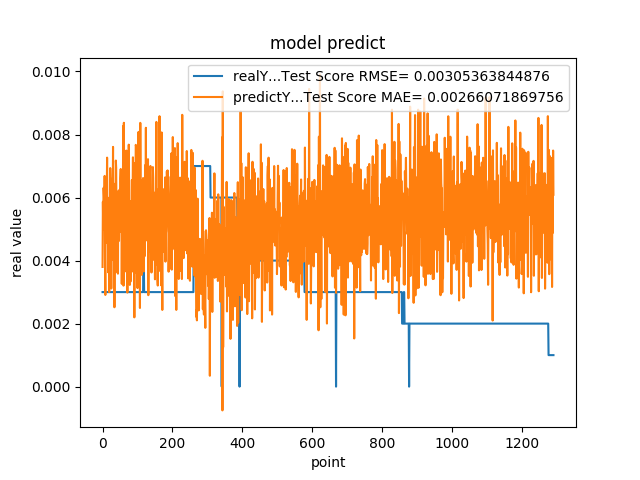 model predict
realY...Test Score RMSE= 0.00305363844876
predictY...Test Score MAE= 0.00266071869756
real value
0.010
0.008
0.006
0.004
0.002
0.000
0 200 400 600 800 1000 1200
point